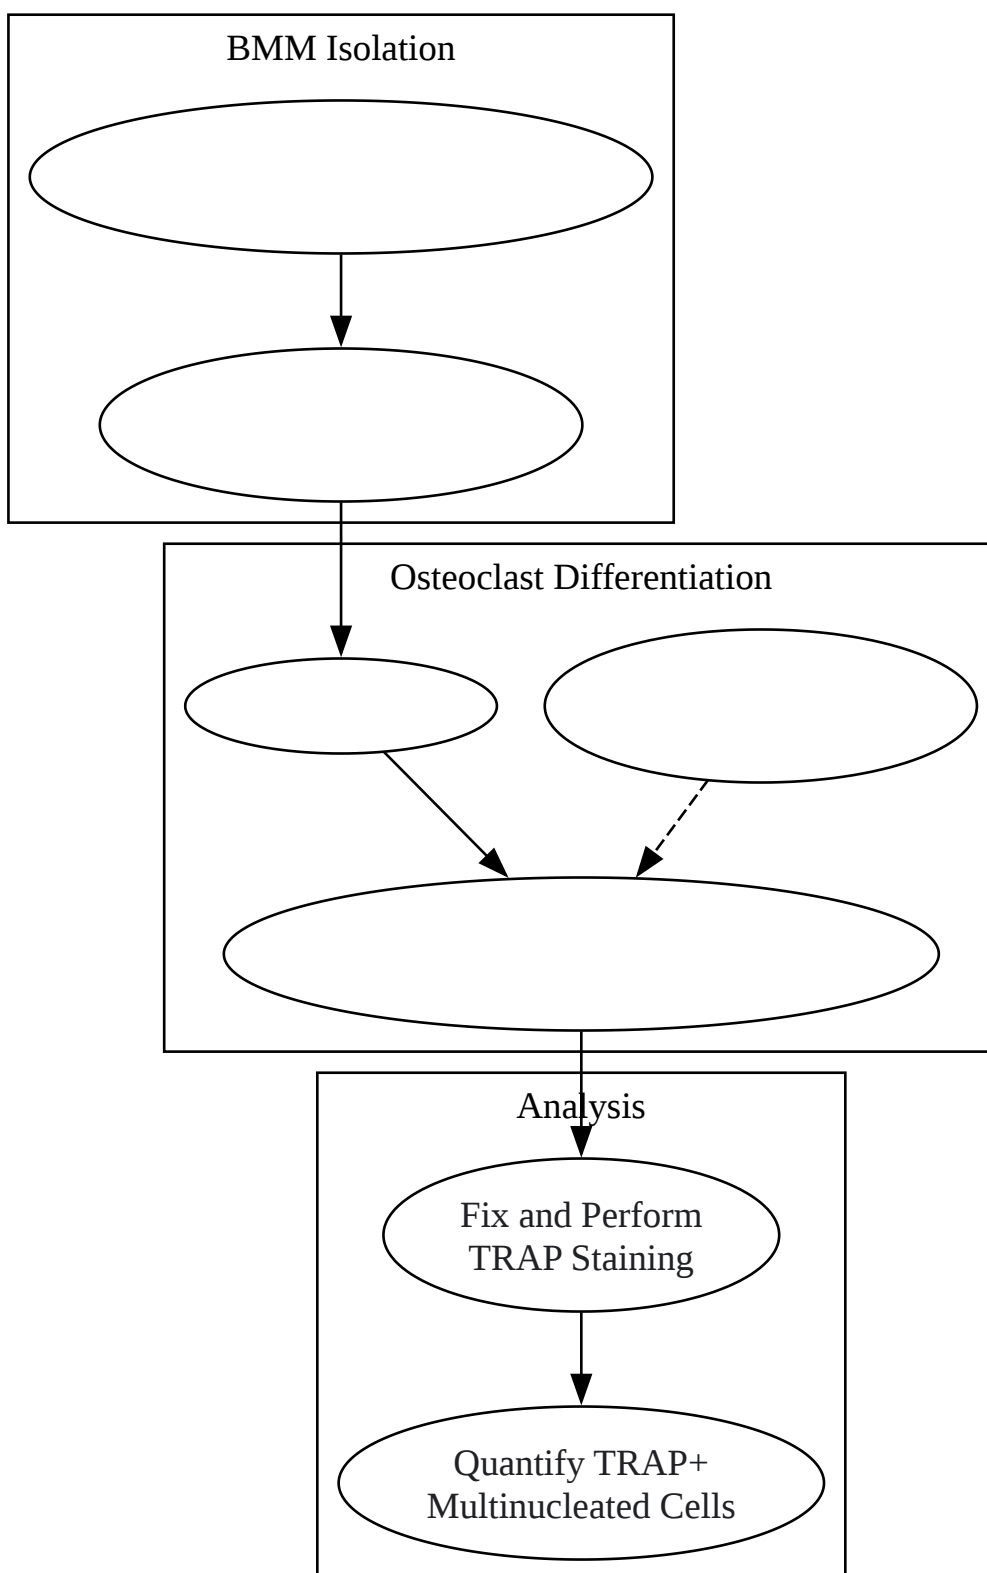 BMM Isolation
Osteoclast Differentiation
Analysis
Fix and Perform
TRAP Staining
Quantify TRAP+
Multinucleated Cells